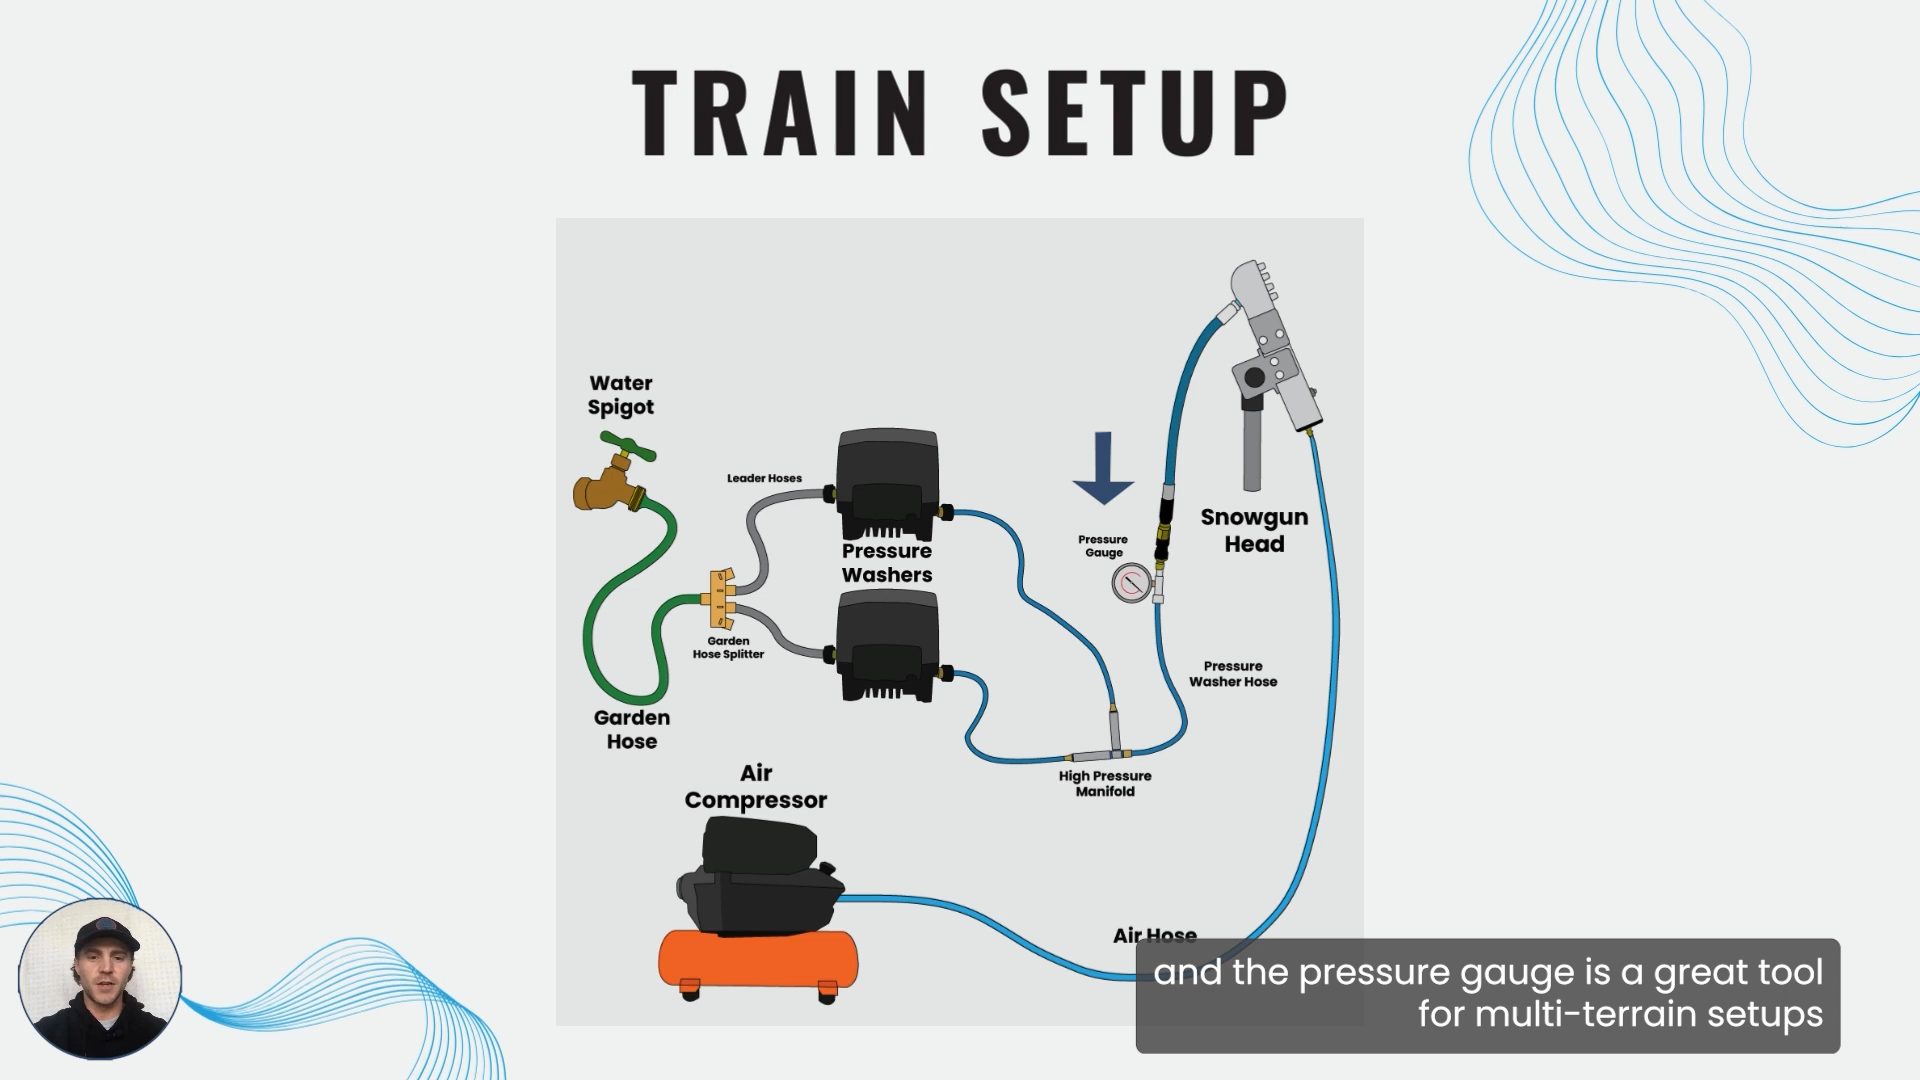 TRAIN SETUP
Water
Spigot
Leader Hoses
Pressure
Washers
Garden
Hose Splitter
Garden
Hose
Air
Compressor
Pressure
Gauge
Snowgun
Head
Pressure
Washer Hose
High Pressure
Manifold
Air Hose
and the pressure gauge is a great tool
for multi-terrain setups